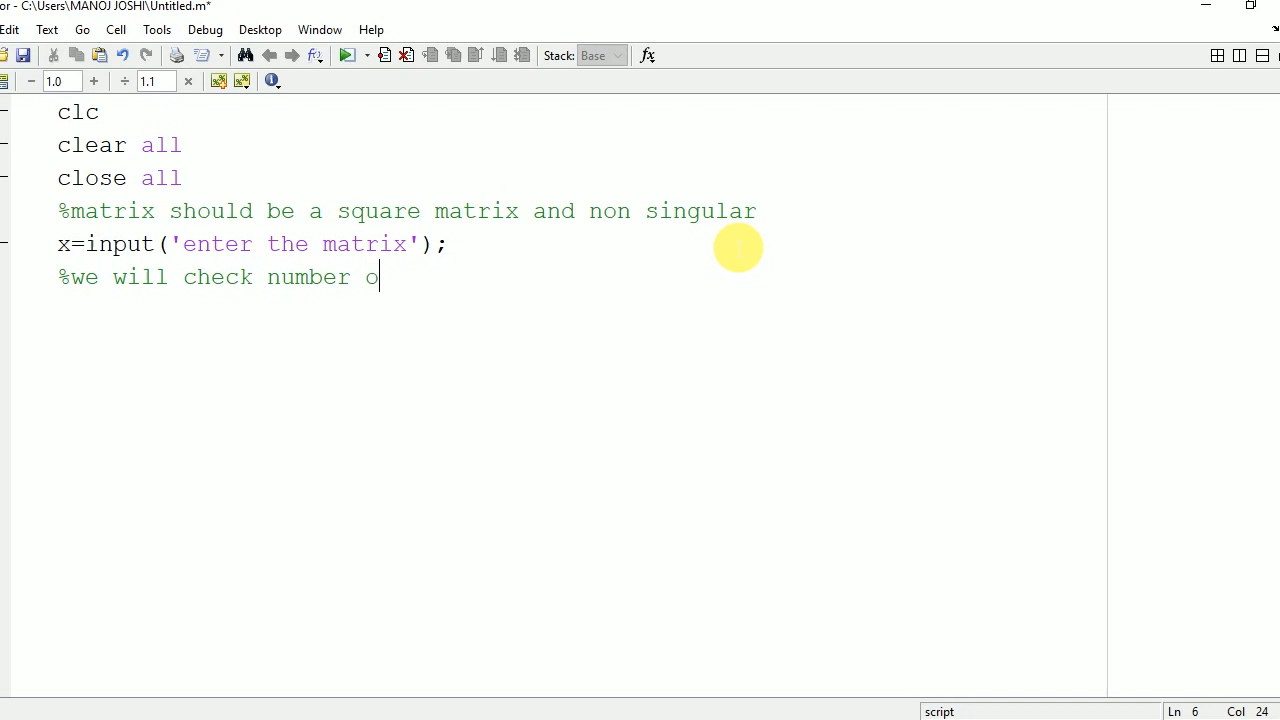 or - C:\Users\MANOJ JOSHI\Untitled.m*
Edit Text Go Cell Tools Debug Desktop Window Help
Stack: Base fx
− 1.0 + ÷ 1.1 ×
clc
clear all
close all
%matrix should be a square matrix and non singular
x=input('enter the matrix');
%we will check number o
script Ln 6 Col 24